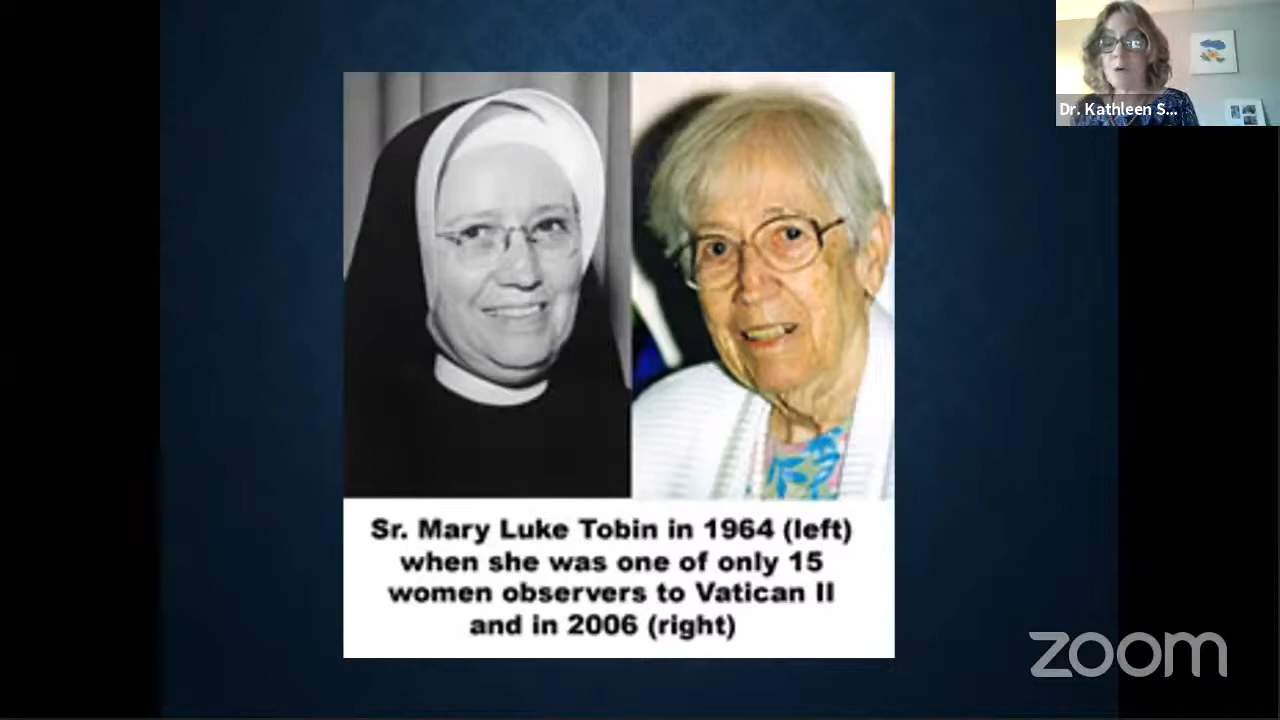 Dr. Kathleen S...
Sr. Mary Luke Tobin in 1964 (left)
when she was one of only 15
women observers to Vatican II
and in 2006 (right)
zoom